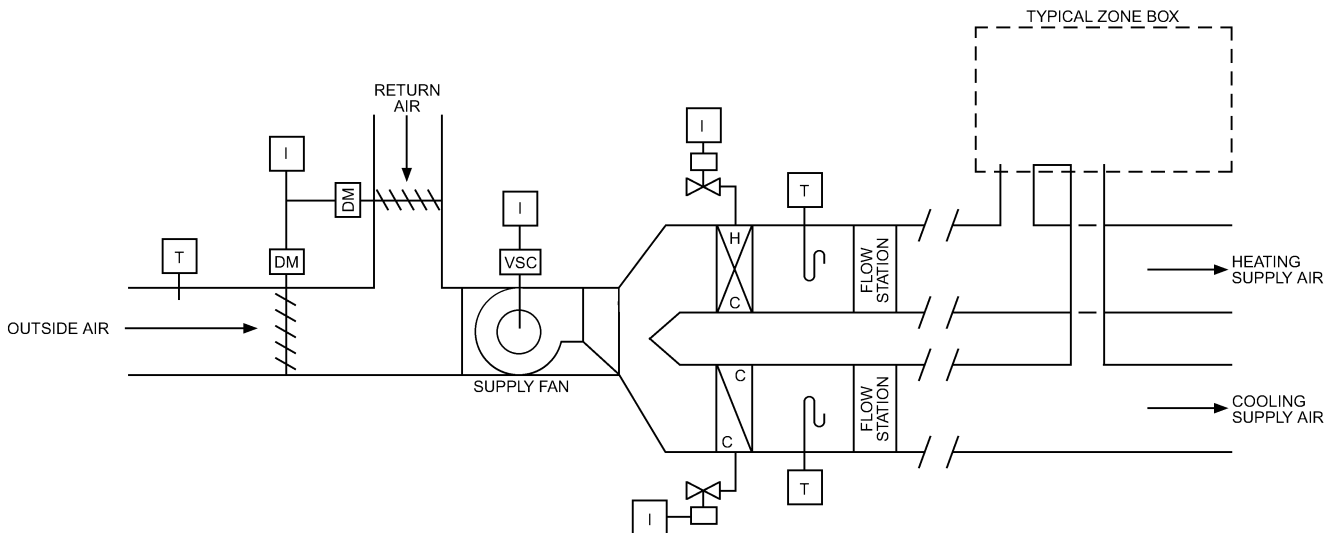 TYPICAL ZONE BOX
RETURN
AIR
I
I
DM
T
DM
I
VSC
T
H
C
FLOW
STATION
HEATING
SUPPLY AIR
OUTSIDE AIR
SUPPLY FAN
C
C
FLOW
STATION
COOLING
SUPPLY AIR
T
I